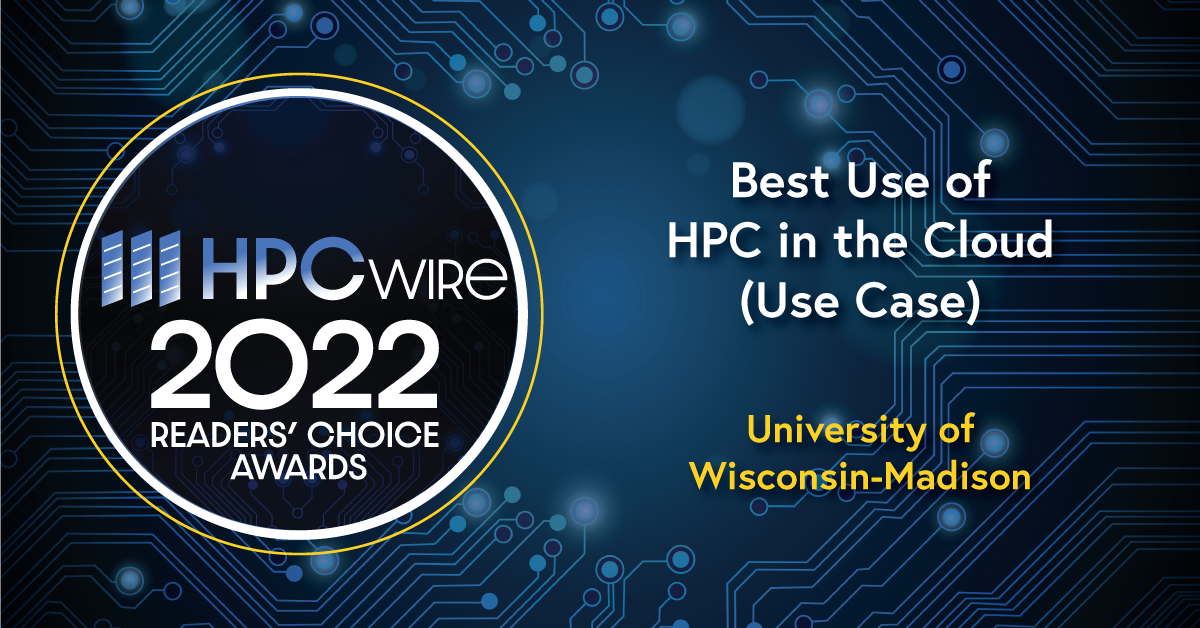 HPCwire
2022
READERS' CHOICE
AWARDS
Best Use of
HPC in the Cloud
(Use Case)
University of
Wisconsin-Madison